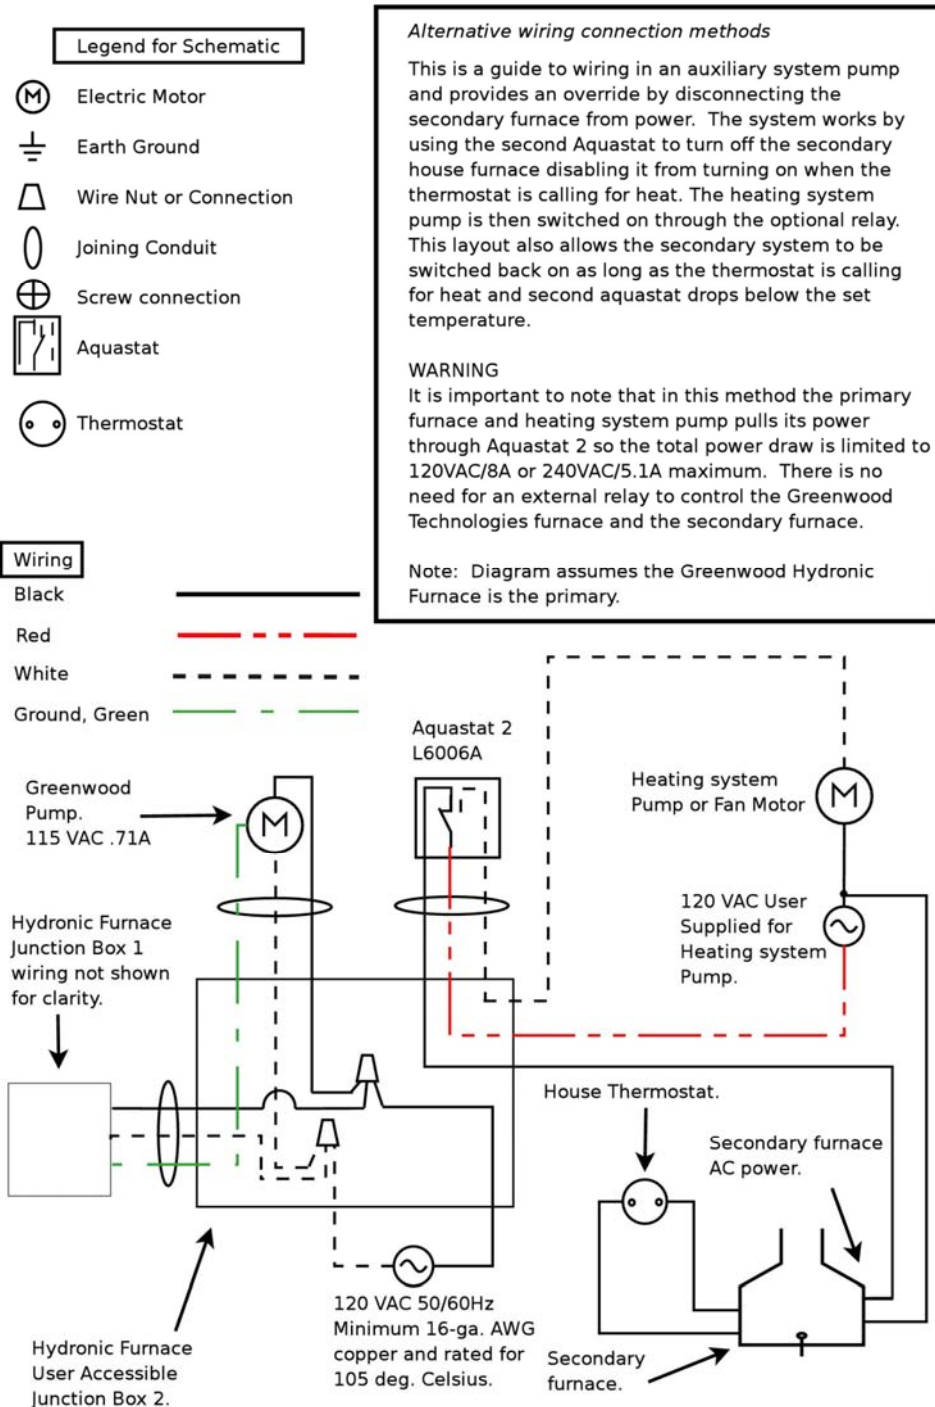 Legend for Schematic
Electric Motor
Earth Ground
Wire Nut or Connection
Joining Conduit
Screw connection
Aquastat
Thermostat
Alternative wiring connection methods
This is a guide to wiring in an auxiliary system pump
and provides an override by disconnecting the
secondary furnace from power.  The system works by
using the second Aquastat to turn off the secondary
house furnace disabling it from turning on when the
thermostat is calling for heat. The heating system
pump is then switched on through the optional relay.
This layout also allows the secondary system to be
switched back on as long as the thermostat is calling
for heat and second aquastat drops below the set
temperature.
WARNING
It is important to note that in this method the primary
furnace and heating system pump pulls its power
through Aquastat 2 so the total power draw is limited to
120VAC/8A or 240VAC/5.1A maximum.  There is no
need for an external relay to control the Greenwood
Technologies furnace and the secondary furnace.
Note:  Diagram assumes the Greenwood Hydronic
Furnace is the primary.
Wiring
Black
Red
White
Ground, Green
Aquastat 2
L6006A
Greenwood
Pump.
115 VAC .71A
M
M
M
Heating system
Pump or Fan Motor
120 VAC User
Supplied for
Heating system
Pump.
Hydronic Furnace
Junction Box 1
wiring not shown
for clarity.
House Thermostat.
Secondary furnace
AC power.
120 VAC 50/60Hz
Minimum 16-ga. AWG
copper and rated for
105 deg. Celsius.
Hydronic Furnace
User Accessible
Junction Box 2.
Secondary
furnace.